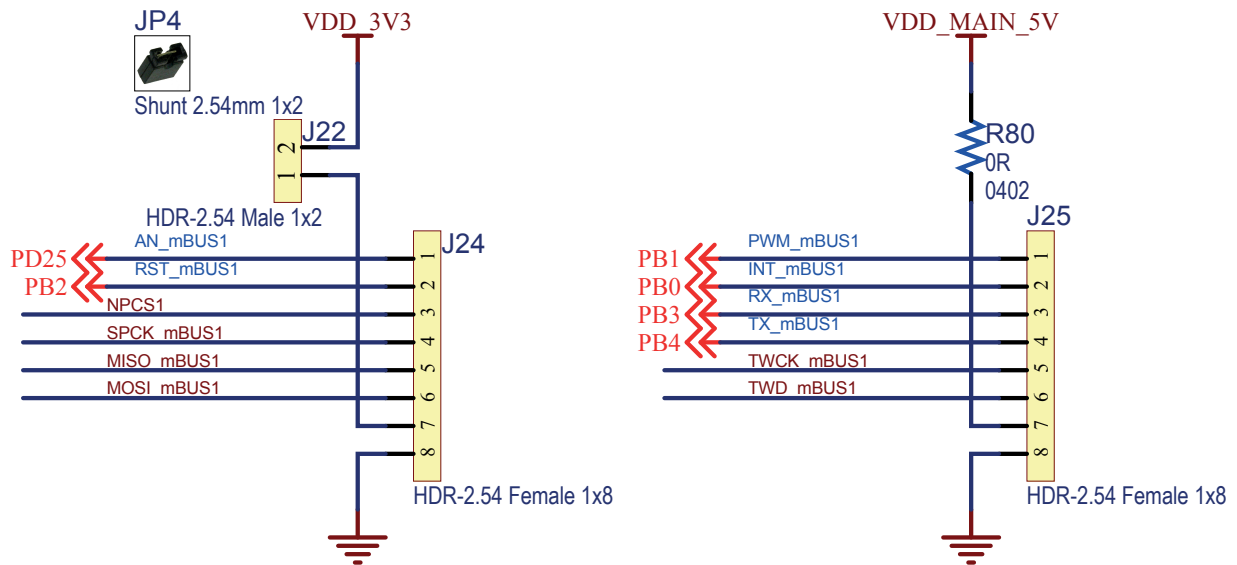 JP4
VDD_3V3
Shunt 2.54mm 1x2
J22
2
1
HDR-2.54 Male 1x2
J24
PD25
AN_mBUS1
1
PB2
RST_mBUS1
2
NPCS1
3
SPCK_mBUS1
4
MISO_mBUS1
5
MOSI_mBUS1
6
7
8
HDR-2.54 Female 1x8
VDD_MAIN_5V
R80
0R
0402
J25
PB1
PWM_mBUS1
1
PB0
INT_mBUS1
2
PB3
RX_mBUS1
3
PB4
TX_mBUS1
4
TWCK_mBUS1
5
TWD_mBUS1
6
7
8
HDR-2.54 Female 1x8